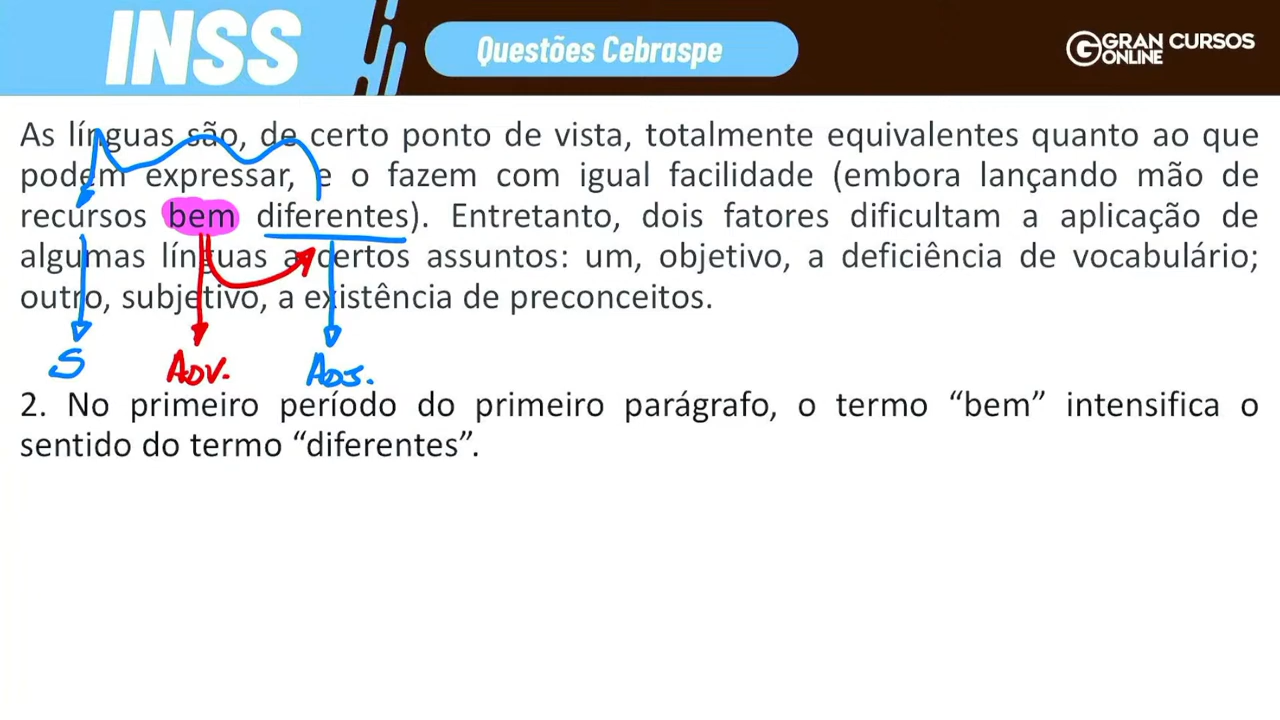 INSS
Questões Cebraspe
GRAN CURSOS
ONLINE
As línguas são, de certo ponto de vista, totalmente equivalentes quanto ao que
podem expressar, e o fazem com igual facilidade (embora lançando mão de
recursos bem diferentes). Entretanto, dois fatores dificultam a aplicação de
algumas línguas a certos assuntos: um, objetivo, a deficiência de vocabulário;
outro, subjetivo, a existência de preconceitos.
S ADV. ADJ.
2. No primeiro período do primeiro parágrafo, o termo “bem” intensifica o
sentido do termo “diferentes”.